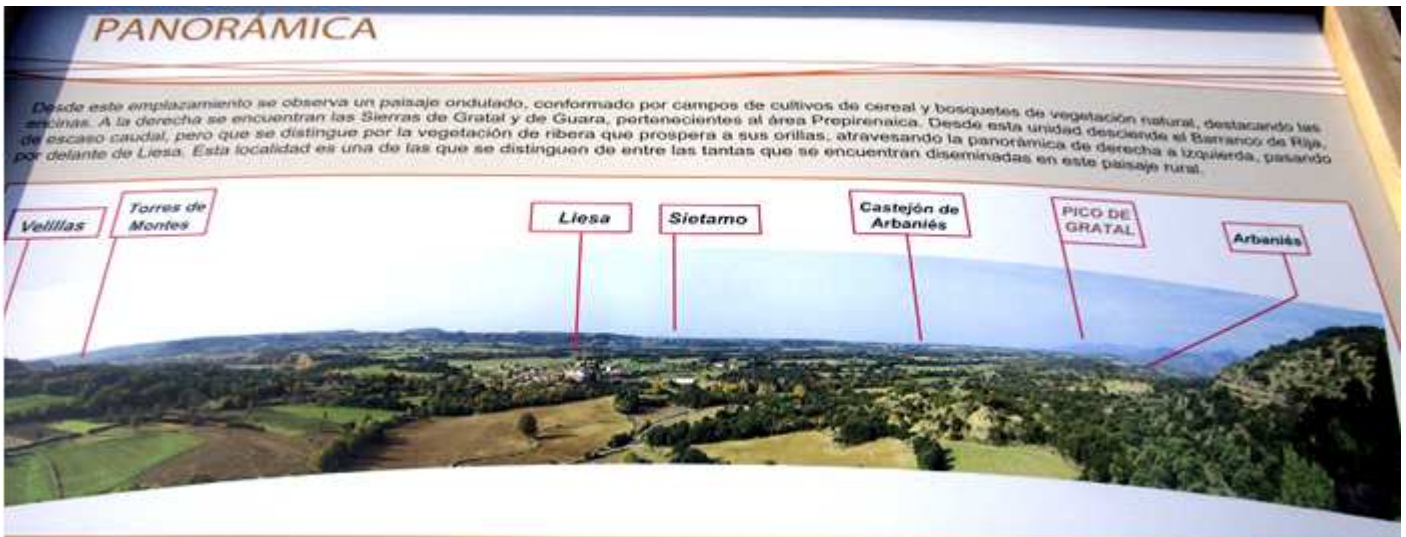 PANORÁMICA
Desde este emplazamiento se observa un paisaje ondulado, conformado por campos de cultivos de cereal y bosquetes de vegetación natural, destacando las
encinas. A la derecha se encuentran las Sierras de Gratal y de Guara, pertenecientes al área Prepirenaica. Desde esta unidad desciende el Barranco de Rija,
de escaso caudal, pero que se distingue por la vegetación de ribera que prospera a sus orillas, atravesando la panorámica de derecha a izquierda, pasando
por delante de Liesa. Esta localidad es una de las que se distinguen de entre las tantas que se encuentran diseminadas en este paisaje rural.
Velillas
Torres de
Montes
Liesa
Sietamo
Castejón de
Arbaniés
PICO DE
GRATAL
Arbaniés